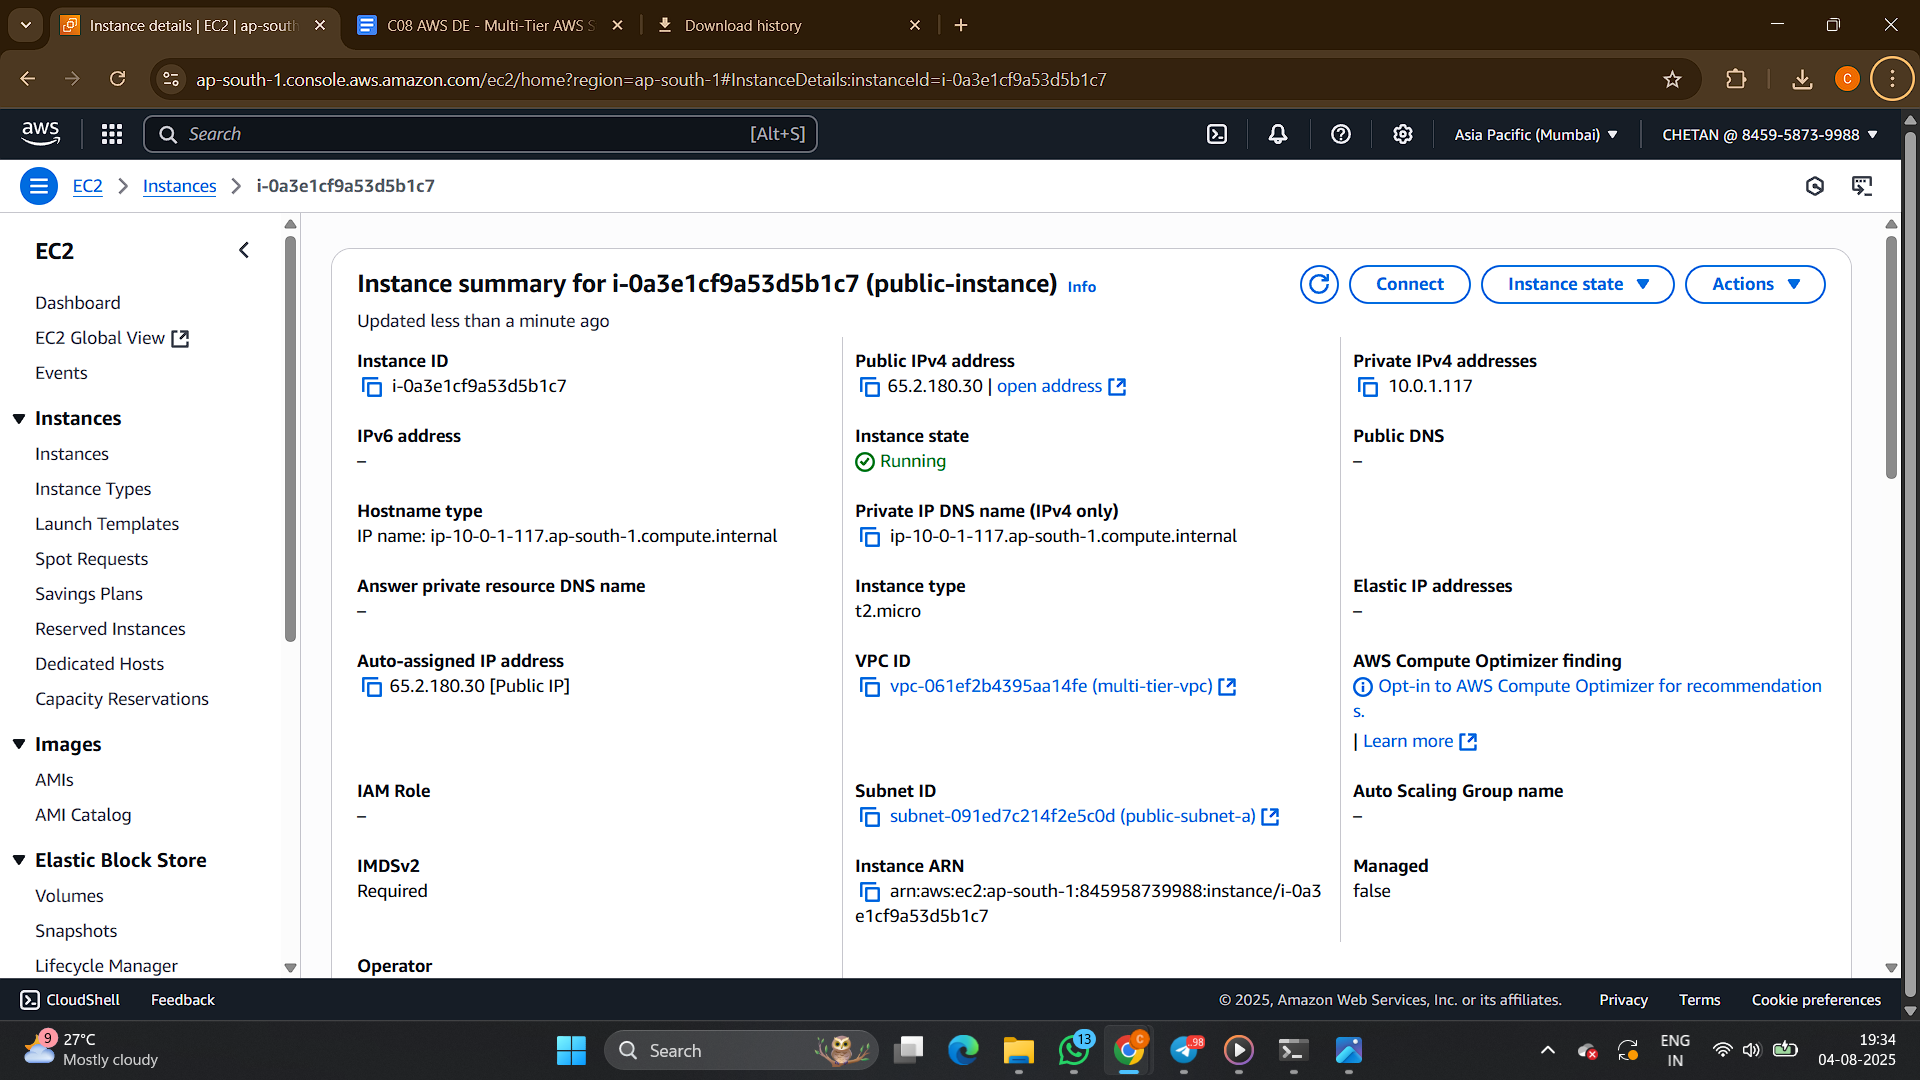 Instance details | EC2 | ap-south
C08 AWS DE - Multi-Tier AWS S
Download history
ap-south-1.console.aws.amazon.com/ec2/home?region=ap-south-1#InstanceDetails:instanceId=i-0a3e1cf9a53d5b1c7
C
aws
Search
[Alt+S]
Asia Pacific (Mumbai)
CHETAN @ 8459-5873-9988
EC2
Instances
i-0a3e1cf9a53d5b1c7
EC2
Dashboard
EC2 Global View
Events
Instances
Instances
Instance Types
Launch Templates
Spot Requests
Savings Plans
Reserved Instances
Dedicated Hosts
Capacity Reservations
Images
AMIs
AMI Catalog
Elastic Block Store
Volumes
Snapshots
Lifecycle Manager
Instance summary for i-0a3e1cf9a53d5b1c7 (public-instance) Info
Updated less than a minute ago
Connect
Instance state
Actions
Instance ID
i-0a3e1cf9a53d5b1c7
Public IPv4 address
65.2.180.30 | open address
Private IPv4 addresses
10.0.1.117
IPv6 address
–
Instance state
Running
Public DNS
–
Hostname type
IP name: ip-10-0-1-117.ap-south-1.compute.internal
Private IP DNS name (IPv4 only)
ip-10-0-1-117.ap-south-1.compute.internal
Answer private resource DNS name
–
Instance type
t2.micro
Elastic IP addresses
–
Auto-assigned IP address
65.2.180.30 [Public IP]
VPC ID
vpc-061ef2b4395aa14fe (multi-tier-vpc)
AWS Compute Optimizer finding
Opt-in to AWS Compute Optimizer for recommendation
s.
| Learn more
IAM Role
–
Subnet ID
subnet-091ed7c214f2e5c0d (public-subnet-a)
Auto Scaling Group name
–
IMDSv2
Required
Instance ARN
arn:aws:ec2:ap-south-1:845958739988:instance/i-0a3
e1cf9a53d5b1c7
Managed
false
Operator
CloudShell
Feedback
© 2025, Amazon Web Services, Inc. or its affiliates.
Privacy
Terms
Cookie preferences
9
27°C
Mostly cloudy
Search
13
C
98
ENG
IN
19:34
04-08-2025